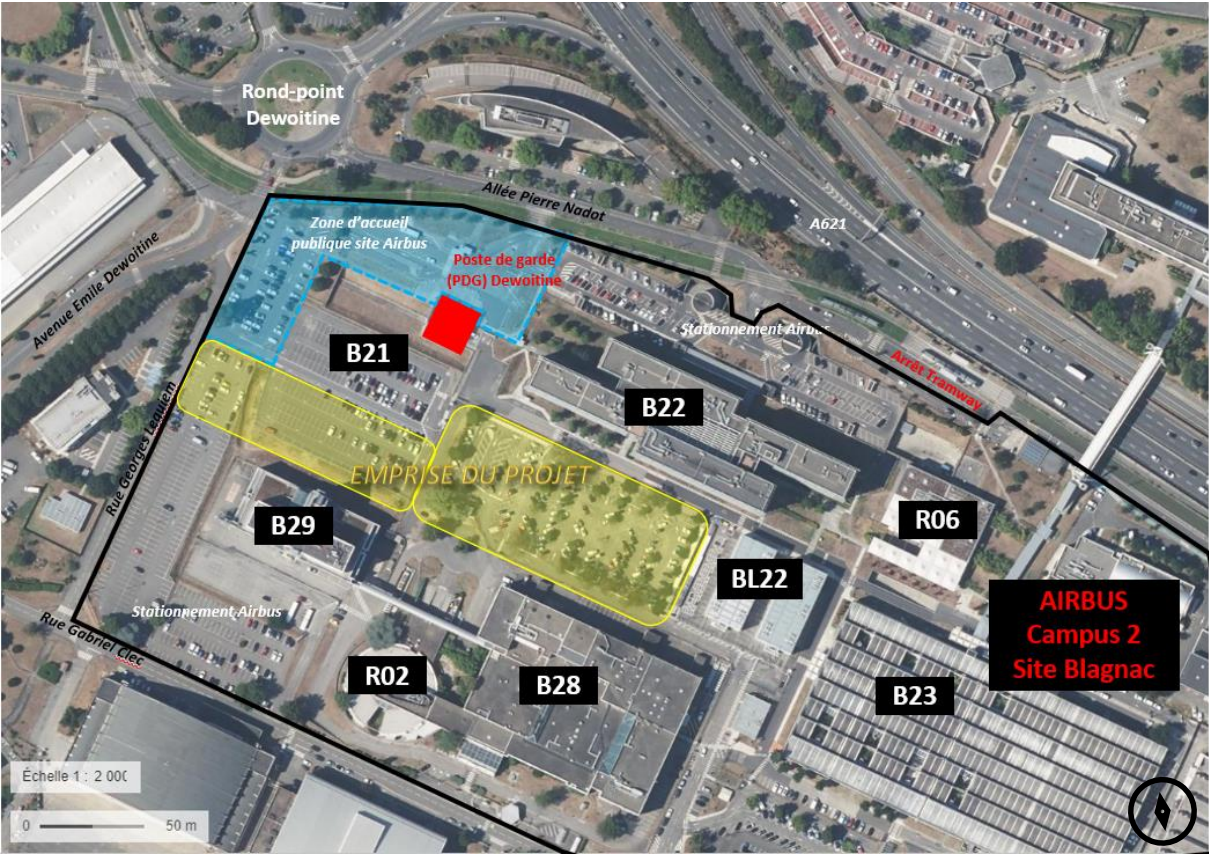 Rond-point
Dewoitine
Allée Pierre Nadot
A621
Zone d'accueil
publique site Airbus
Poste de garde
(PDG) Dewoitine
Avenue Emile Dewoitine
Stationnement Airbus
Arrêt Tramway
B21
B22
Rue Georges Lequiem
EMPRISE DU PROJET
B29
R06
BL22
AIRBUS
Campus 2
Site Blagnac
Stationnement Airbus
Rue Gabriel Clec
R02
B28
B23
Échelle 1 : 2 000
0 50 m